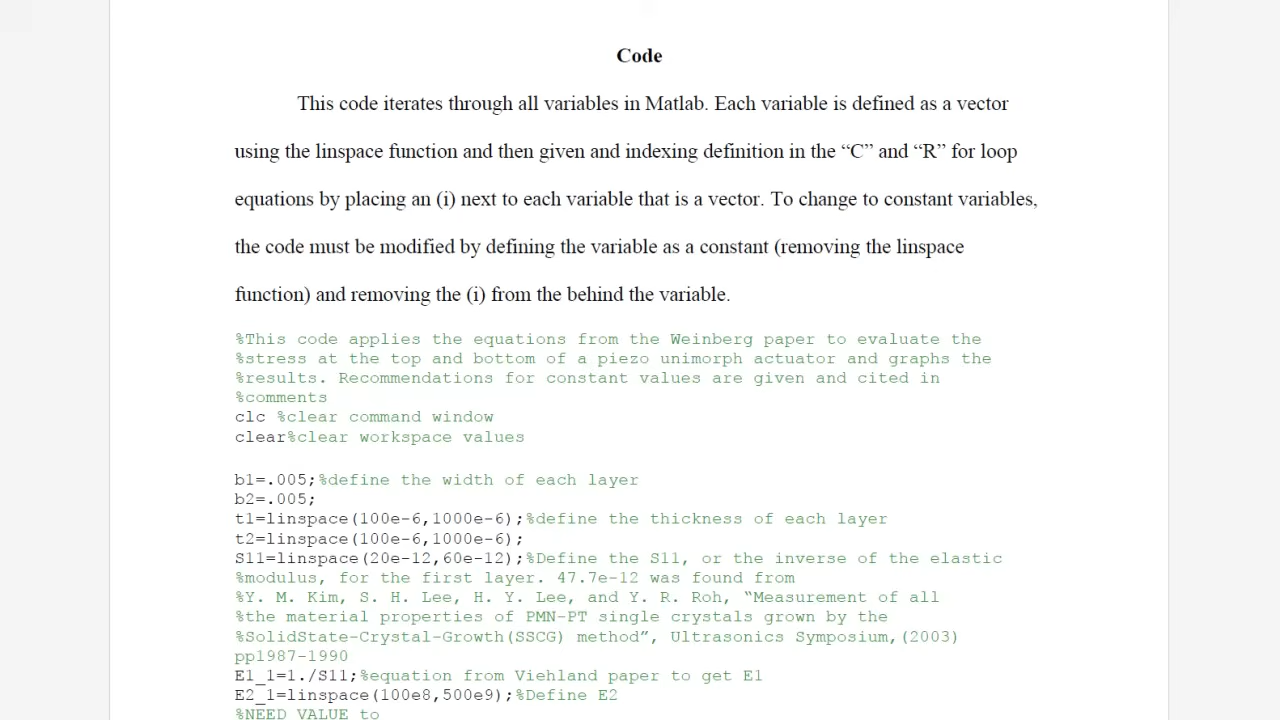 Code
This code iterates through all variables in Matlab. Each variable is defined as a vector
using the linspace function and then given and indexing definition in the “C” and “R” for loop
equations by placing an (i) next to each variable that is a vector. To change to constant variables,
the code must be modified by defining the variable as a constant (removing the linspace
function) and removing the (i) from the behind the variable.
%This code applies the equations from the Weinberg paper to evaluate the
%stress at the top and bottom of a piezo unimorph actuator and graphs the
%results. Recommendations for constant values are given and cited in
%comments
clc %clear command window
clear%clear workspace values
b1=.005;%define the width of each layer
b2=.005;
t1=linspace(100e-6,1000e-6);%define the thickness of each layer
t2=linspace(100e-6,1000e-6);
S11=linspace(20e-12,60e-12);%Define the S11, or the inverse of the elastic
%modulus, for the first layer. 47.7e-12 was found from
%Y. M. Kim, S. H. Lee, H. Y. Lee, and Y. R. Roh, “Measurement of all
%the material properties of PMN-PT single crystals grown by the
%SolidState-Crystal-Growth(SSCG) method”, Ultrasonics Symposium,(2003)
pp1987-1990
E1_1=1./S11;%equation from Viehland paper to get E1
E2_1=linspace(100e8,500e9);%Define E2
%NEED VALUE to